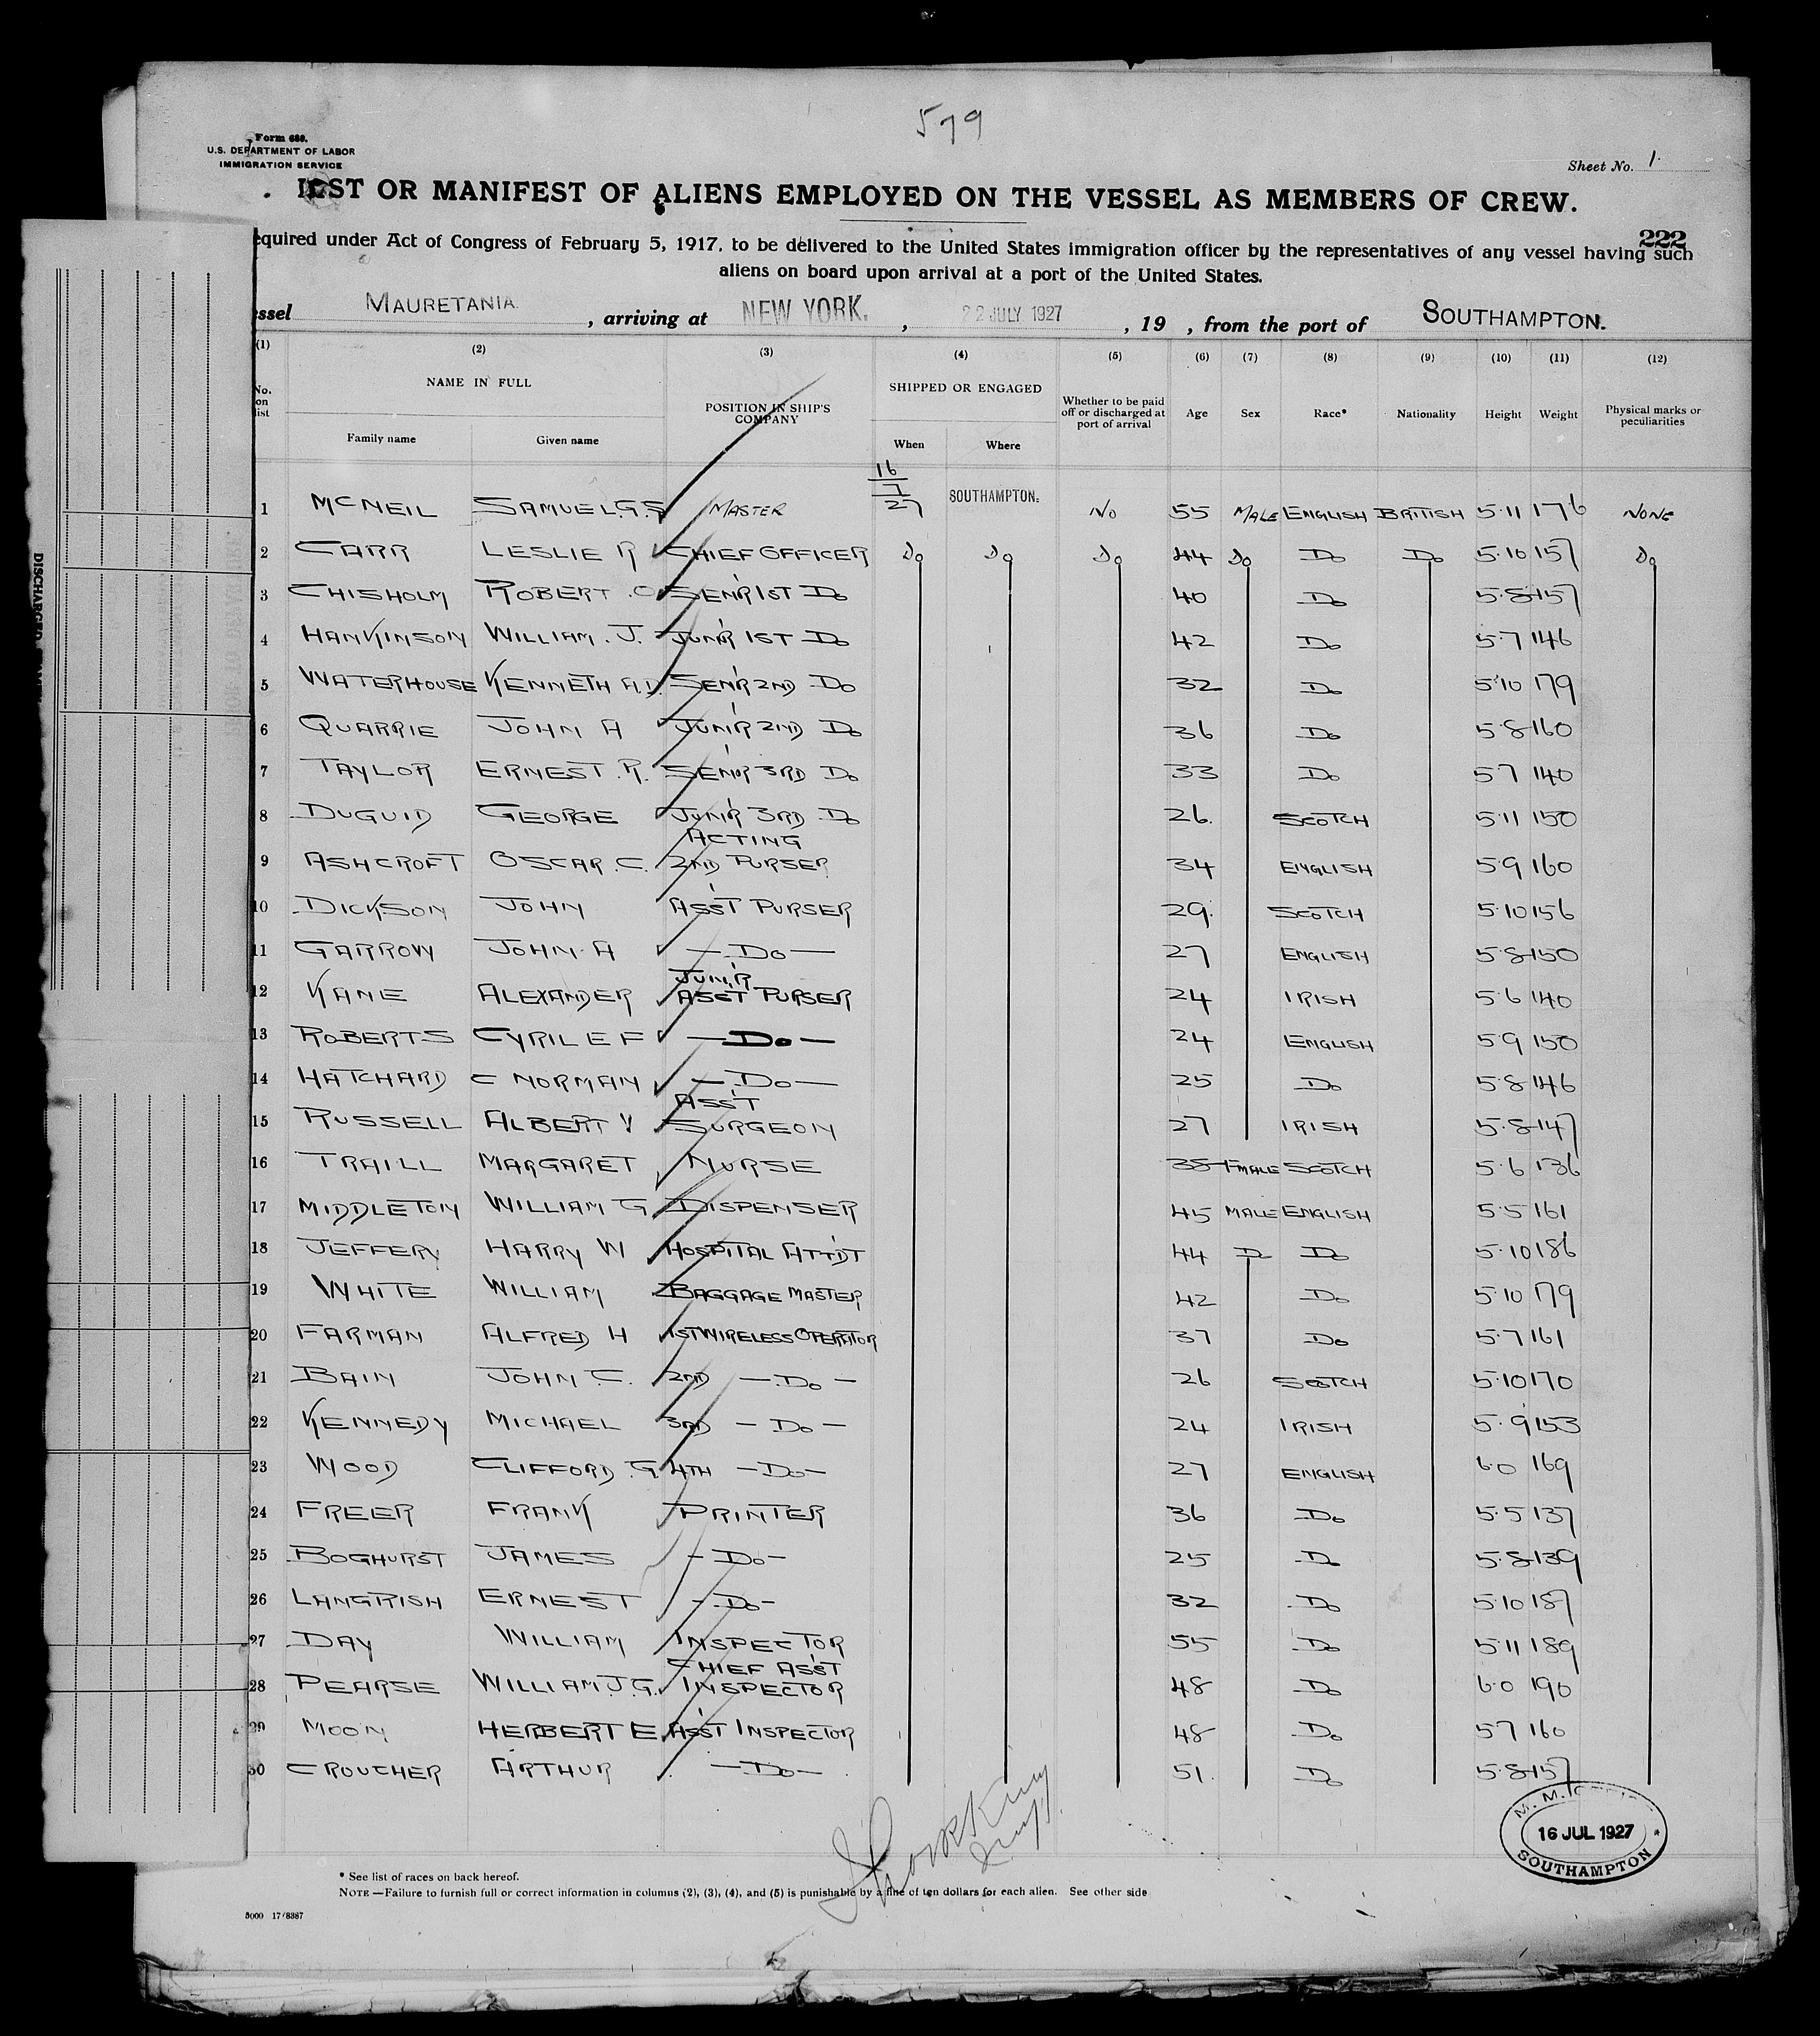 579
Form 680.
U.S. DEPARTMENT OF LABOR
IMMIGRATION SERVICE
Sheet No. 1.
LIST OR MANIFEST OF ALIENS EMPLOYED ON THE VESSEL AS MEMBERS OF CREW.
222
equired under Act of Congress of February 5, 1917, to be delivered to the United States immigration officer by the representatives of any vessel having such
aliens on board upon arrival at a port of the United States.
essel MAURETANIA , arriving at NEW YORK. , 22 JULY 1927 , 19 , from the port of SOUTHAMPTON.
(1) (2) (3) (4) (5) (6) (7) (8) (9) (10) (11) (12)
No. on list NAME IN FULL Family name Given name POSITION IN SHIP'S COMPANY SHIPPED OR ENGAGED When Where Whether to be paid off or discharged at port of arrival Age Sex Race* Nationality Height Weight Physical marks or peculiarities
1 MCNEIL SAMUEL.G.S MASTER 16/7/27 SOUTHAMPTON. NO 55 MALE ENGLISH BRITISH 5.11 176 NONE
2 CARR LESLIE R CHIEF OFFICER Do Do Do 44 Do Do Do 5.10 157 Do
3 CHISHOLM ROBERT .O SEN'R 1ST Do 40 Do 5.8 157
4 HANKINSON WILLIAM. J. JUN'R 1ST Do 42 Do 5.7 146
5 WATERHOUSE KENNETH A.D. SEN'R 2ND Do 32 Do 5.10 179
6 QUARRIE JOHN A JUN'R 2ND Do 36 Do 5.8 160
7 TAYLOR ERNEST.R. SEN'R 3RD Do 33 Do 5 7 140
8 DUGUID GEORGE JUN'R 3RD Do 26. SCOTCH 5.11 150
9 ASHCROFT OSCAR.C. ACTING 2ND PURSER 34 ENGLISH 5.9 160
10 DICKSON JOHN ASS'T PURSER 29. SCOTCH 5.10 156
11 GARROW JOHN.A — Do — 27 ENGLISH 5.8 150
12 KANE ALEXANDER JUN'R ASS'T PURSER 24 IRISH 5.6 140
13 ROBERTS CYRIL E F — Do — 24 ENGLISH 5.9 150
14 HATCHARD C NORMAN — Do — 25 Do 5.8 146
15 RUSSELL ALBERT V ASS'T SURGEON 27 IRISH 5.8 147
16 TRAILL MARGARET NURSE 38 FMALE SCOTCH 5.6 136
17 MIDDLETON WILLIAM G DISPENSER 45 MALE ENGLISH 5.5 161
18 JEFFERY HARRY W HOSPITAL ATT'DT 44 Do Do 5.10 186
19 WHITE WILLIAM BAGGAGE MASTER 42 Do 5.10 179
20 FARMAN ALFRED H 1ST WIRELESS OPERATOR 37 Do 5.7 161
21 BAIN JOHN C. 2ND — Do — 26 SCOTCH 5.10 170
22 KENNEDY MICHAEL 3RD — Do — 24 IRISH 5.9 153
23 WOOD CLIFFORD.G. 4TH — Do — 27 ENGLISH 6.0 169
24 FREER FRANK PRINTER 36 Do 5.5 137
25 BOGHURST JAMES — Do — 25 Do 5.8 139
26 LANGRISH ERNEST — Do — 32 Do 5.10 187
27 DAY WILLIAM INSPECTOR 55 Do 5.11 189
28 PEARSE WILLIAM.J.G. CHIEF ASS'T INSPECTOR 48 Do 6.0 190
29 MOON HERBERT E. ASS'T INSPECTOR 48 Do 5 7 160
30 CROUCHER ARTHUR — Do — 51. Do 5.8 157
16 JUL 1927
SOUTHAMPTON
* See list of races on back hereof.
NOTE —Failure to furnish full or correct information in columns (2), (3), (4), and (5) is punishable by a fine of ten dollars for each alien. See other side
5000 17/8387